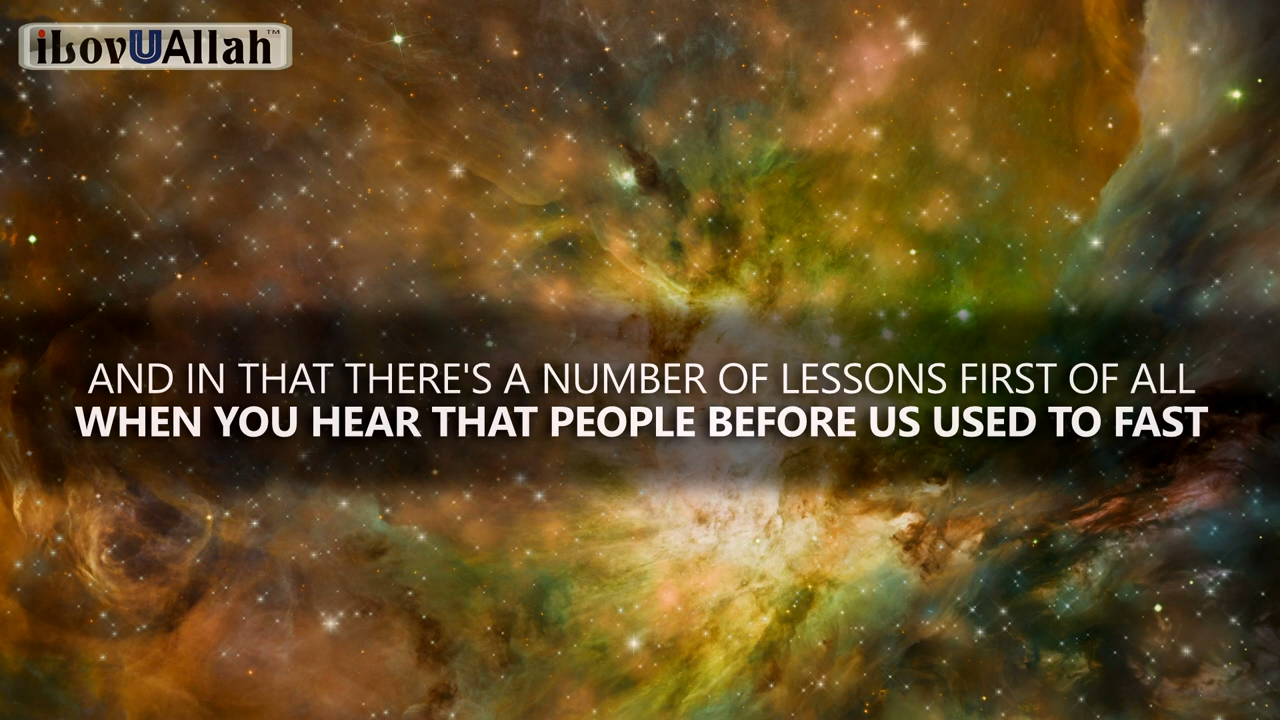 iLovUAllah™
AND IN THAT THERE'S A NUMBER OF LESSONS FIRST OF ALL
WHEN YOU HEAR THAT PEOPLE BEFORE US USED TO FAST